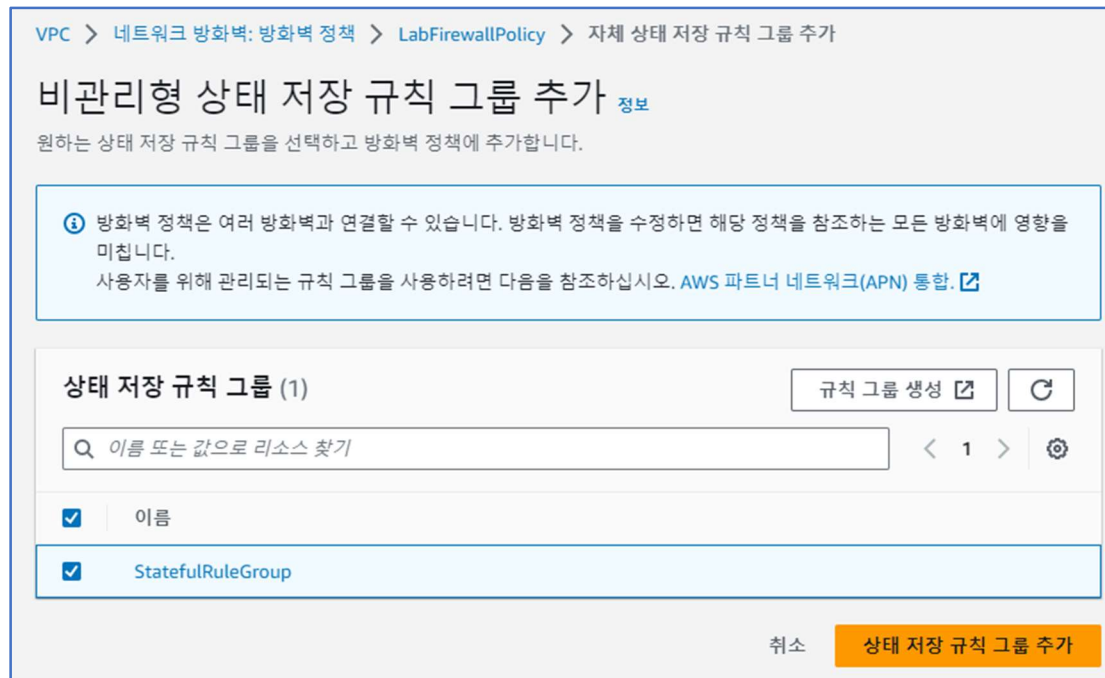 VPC > 네트워크 방화벽: 방화벽 정책 > LabFirewallPolicy > 자체 상태 저장 규칙 그룹 추가
비관리형 상태 저장 규칙 그룹 추가 정보
원하는 상태 저장 규칙 그룹을 선택하고 방화벽 정책에 추가합니다.
방화벽 정책은 여러 방화벽과 연결할 수 있습니다. 방화벽 정책을 수정하면 해당 정책을 참조하는 모든 방화벽에 영향을
미칩니다.
사용자를 위해 관리되는 규칙 그룹을 사용하려면 다음을 참조하십시오. AWS 파트너 네트워크(APN) 통합.
상태 저장 규칙 그룹 (1) 규칙 그룹 생성
이름 또는 값으로 리소스 찾기 < 1 >
이름
StatefulRuleGroup
취소 상태 저장 규칙 그룹 추가